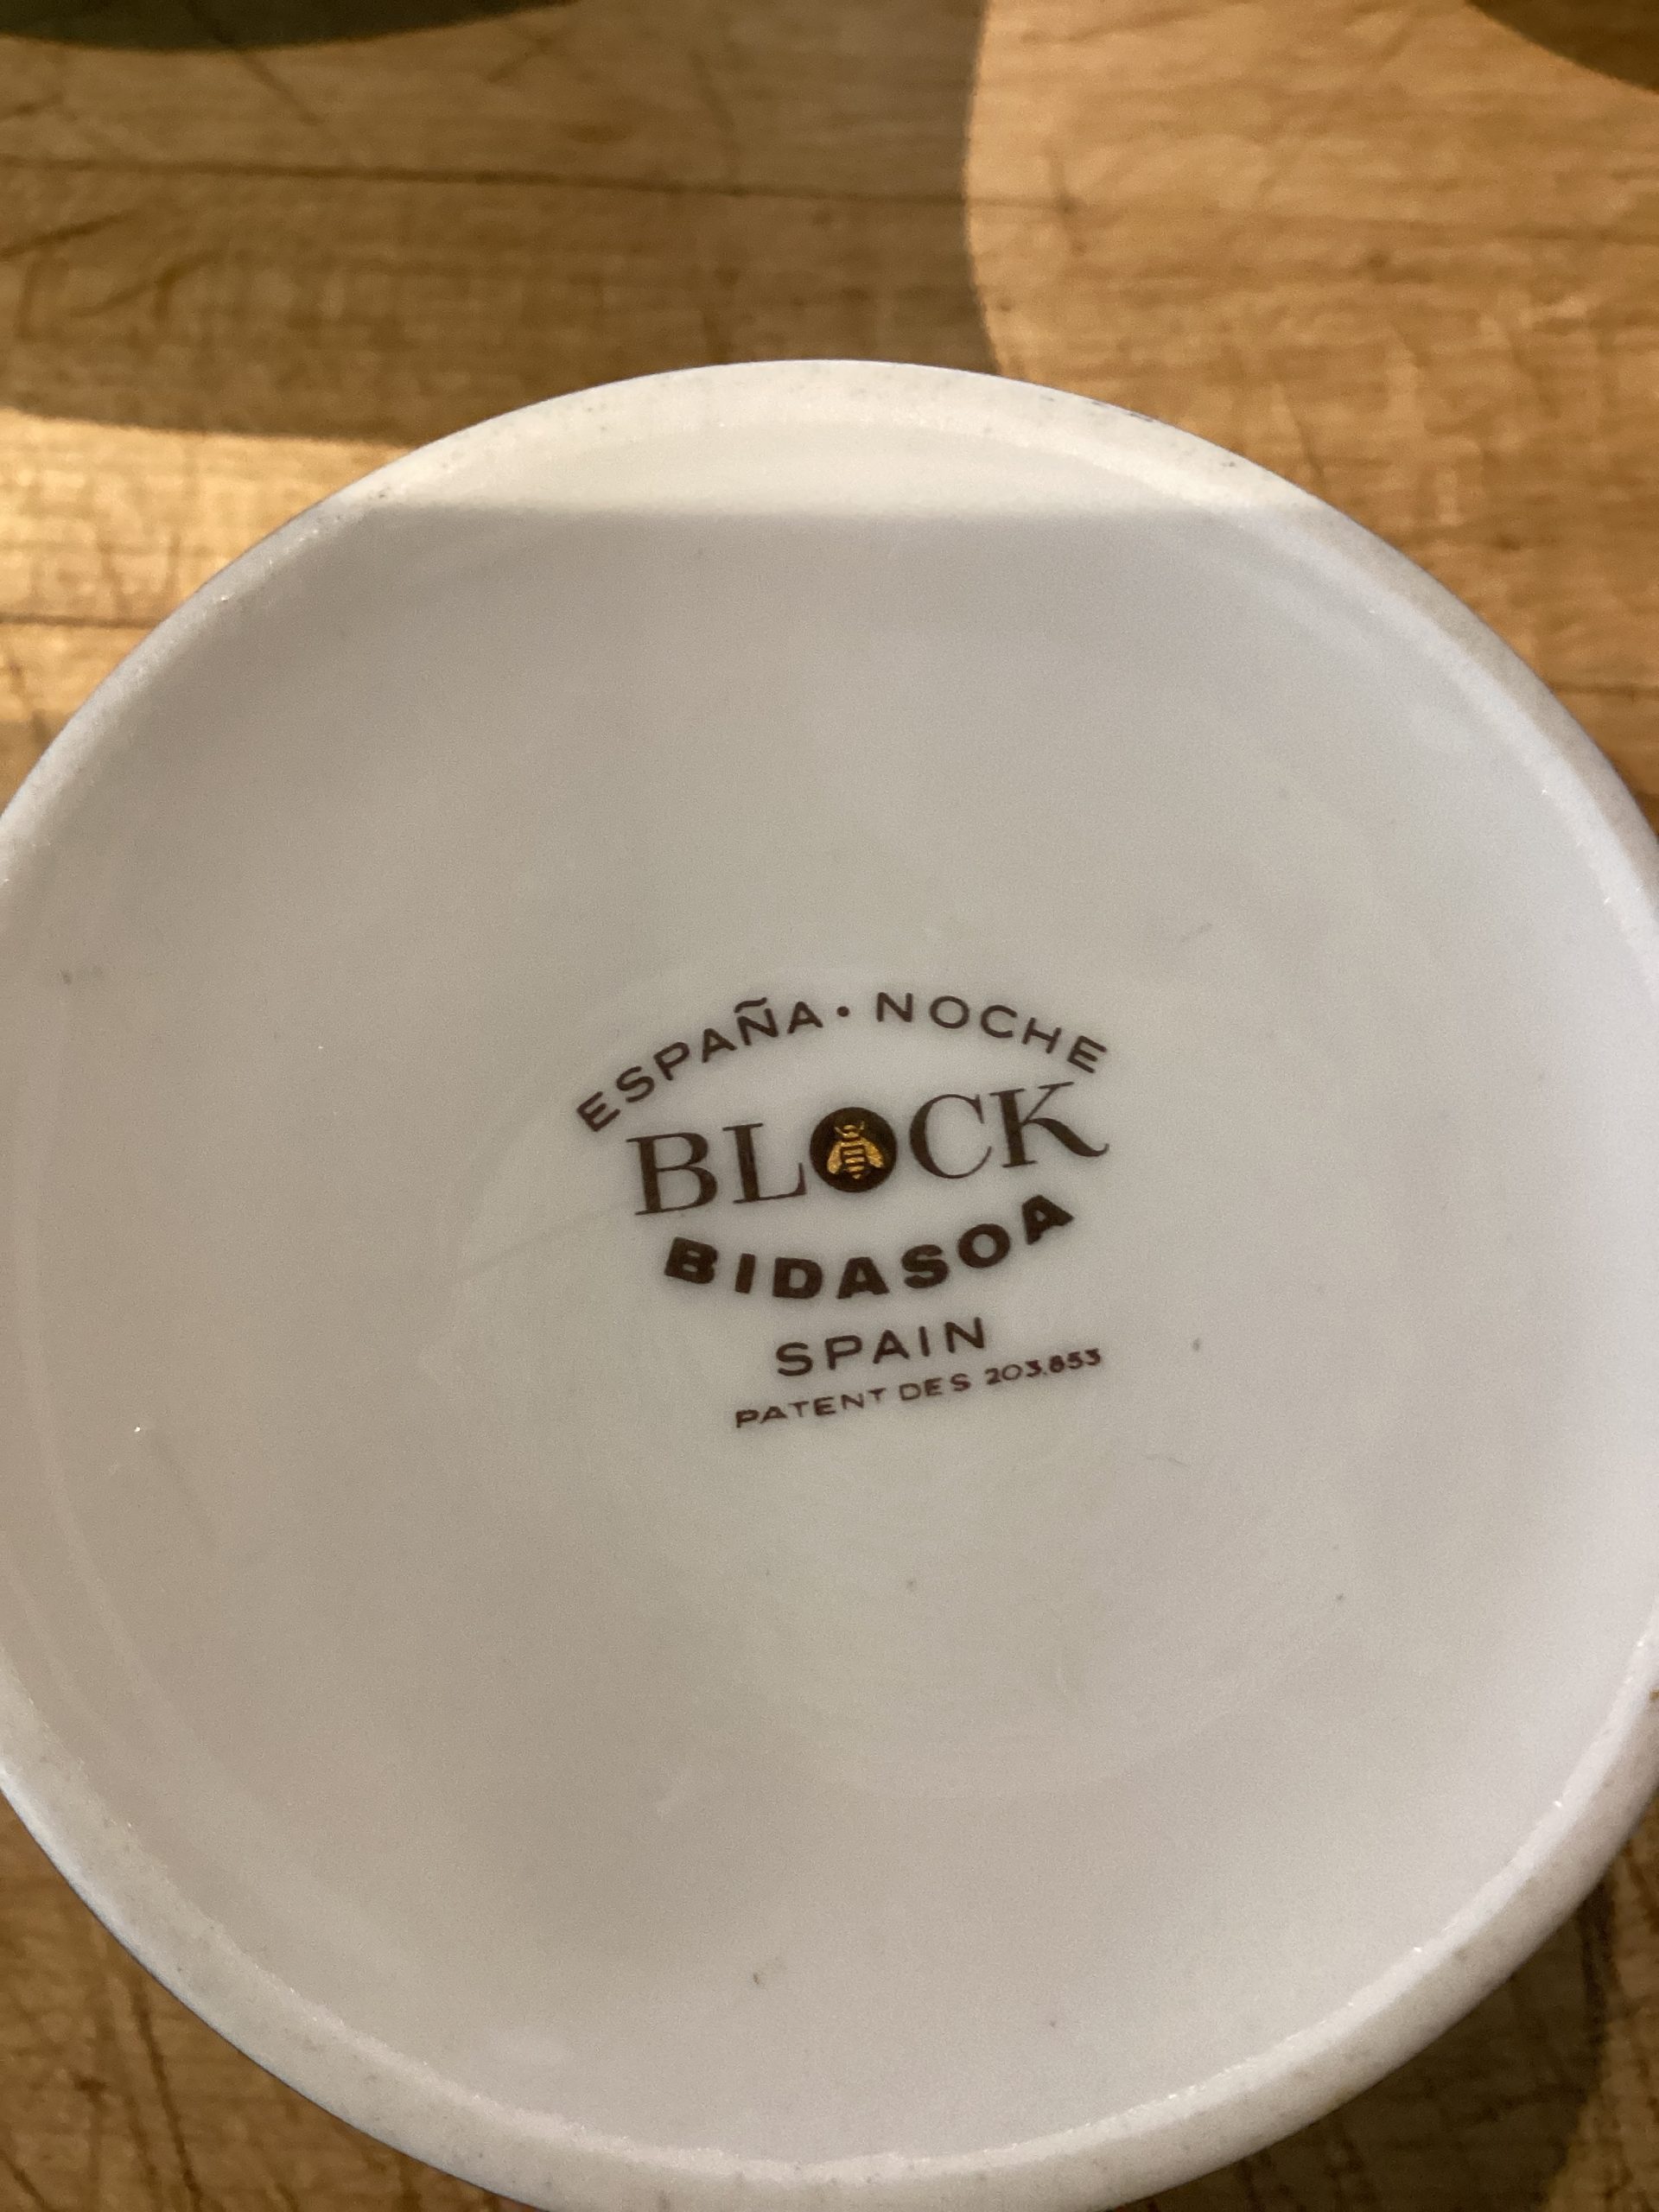 ESPAÑA · NOCHE
BLOCK
BIDASOA
SPAIN
PATENT DES 203.853